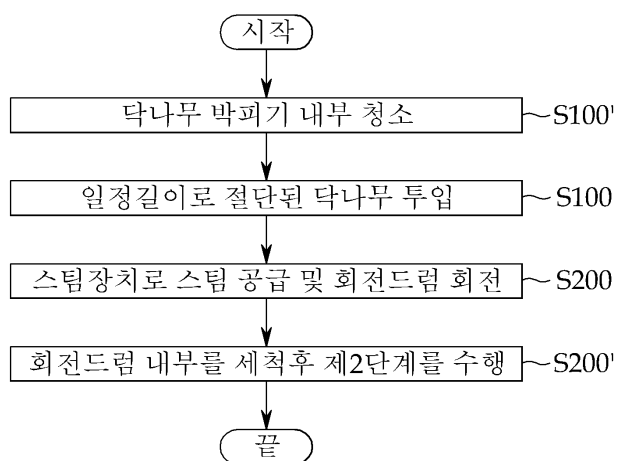 시작
닥나무 박피기 내부 청소 S100'
일정길이로 절단된 닥나무 투입 S100
스팀장치로 스팀 공급 및 회전드럼 회전 S200
회전드럼 내부를 세척후 제2단계를 수행 S200'
끝